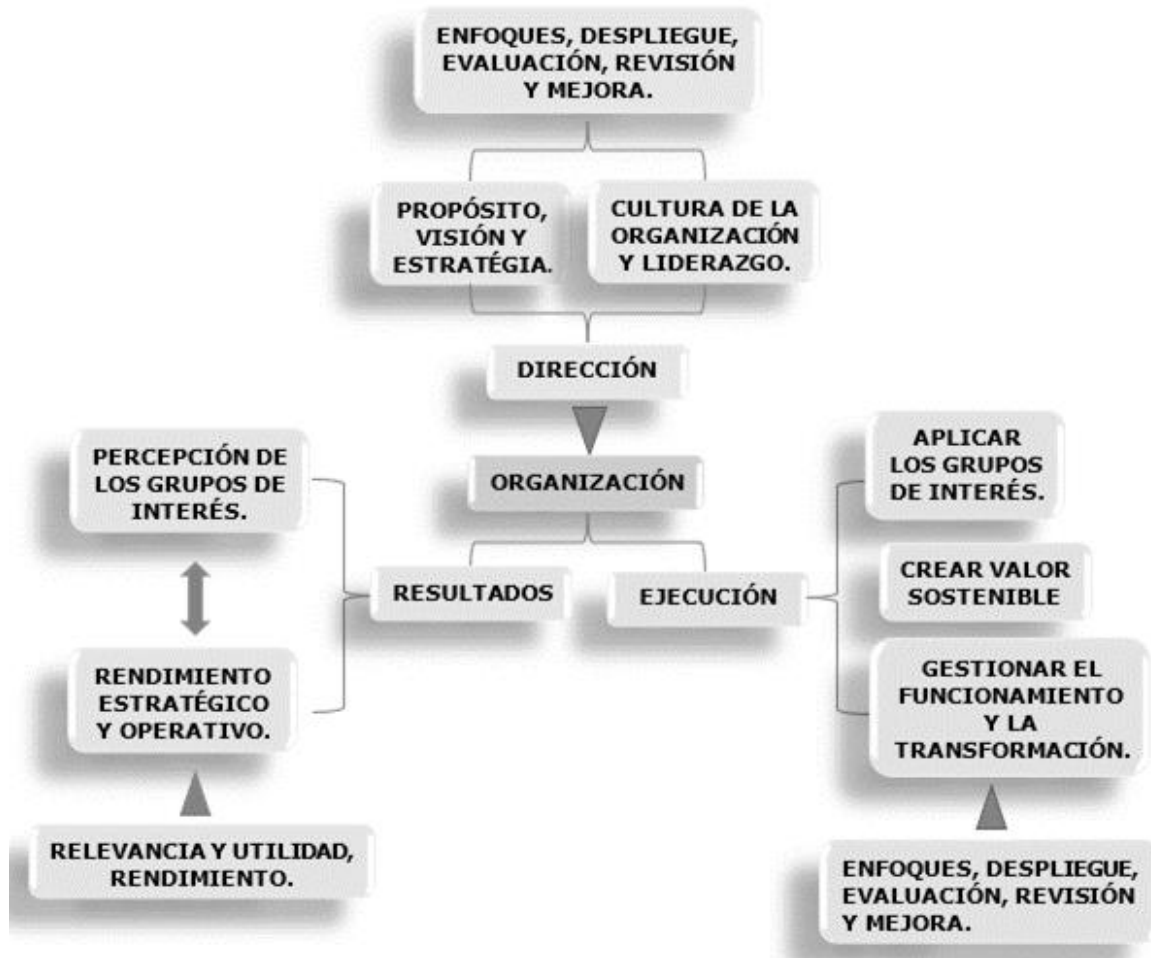 ENFOQUES, DESPLIEGUE,
EVALUACIÓN, REVISIÓN
Y MEJORA.
PROPÓSITO,
VISIÓN Y
ESTRATÉGIA.
CULTURA DE LA
ORGANIZACIÓN
Y LIDERAZGO.
DIRECCIÓN
ORGANIZACIÓN
PERCEPCIÓN DE
LOS GRUPOS DE
INTERÉS.
RESULTADOS
EJECUCIÓN
APLICAR
LOS GRUPOS
DE INTERÉS.
CREAR VALOR
SOSTENIBLE
RENDIMIENTO
ESTRATÉGICO
Y OPERATIVO.
GESTIONAR EL
FUNCIONAMIENTO
Y LA
TRANSFORMACIÓN.
RELEVANCIA Y UTILIDAD,
RENDIMIENTO.
ENFOQUES, DESPLIEGUE,
EVALUACIÓN, REVISIÓN
Y MEJORA.